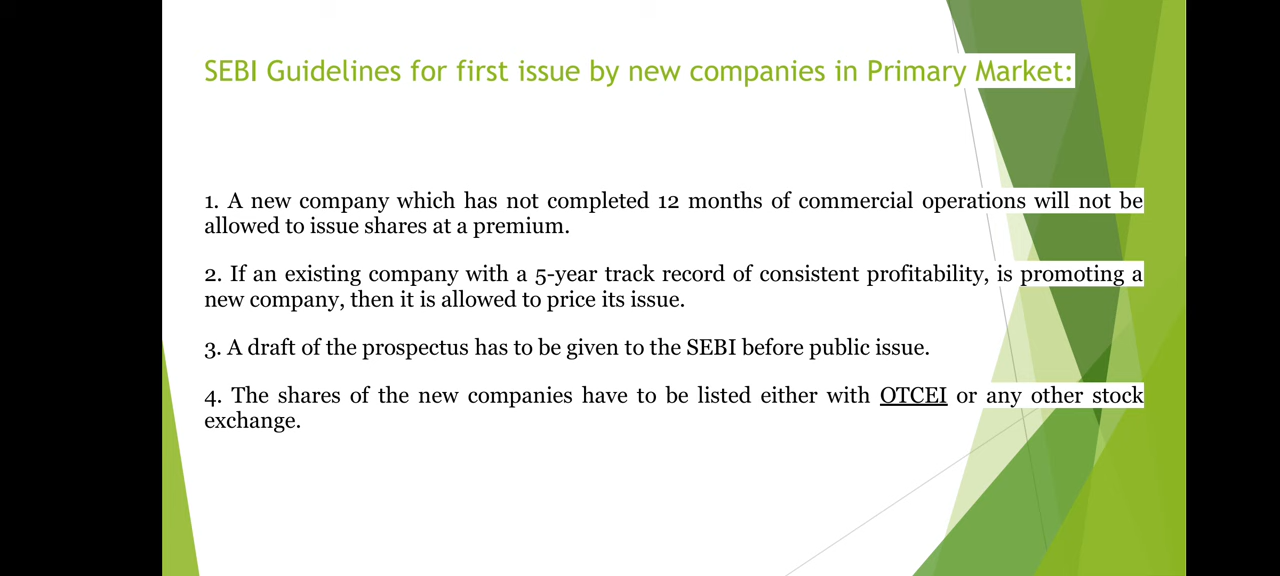 SEBI Guidelines for first issue by new companies in Primary Market:
1. A new company which has not completed 12 months of commercial operations will not be
allowed to issue shares at a premium.
2. If an existing company with a 5-year track record of consistent profitability, is promoting a
new company, then it is allowed to price its issue.
3. A draft of the prospectus has to be given to the SEBI before public issue.
4. The shares of the new companies have to be listed either with OTCEI or any other stock
exchange.